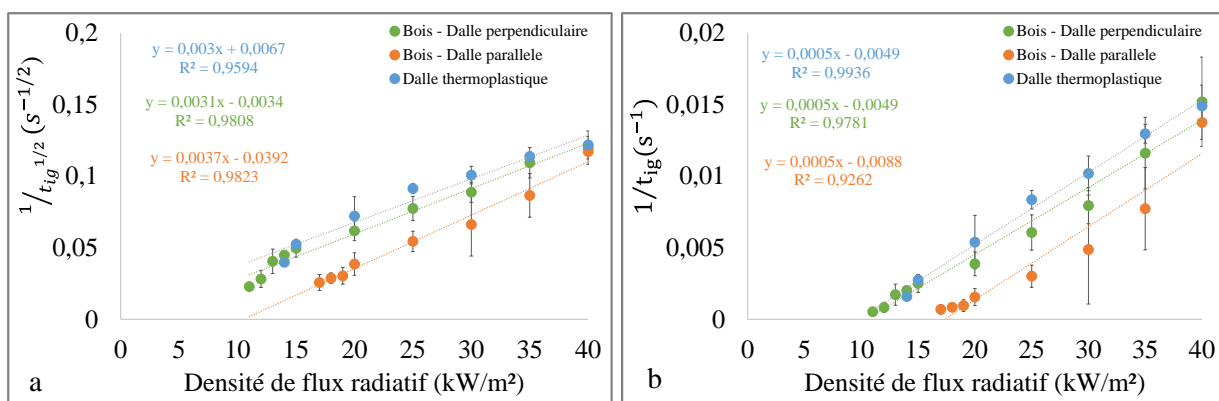 0,2
0,15
0,1
0,05
0
1/t_ig^1/2 (s^−1/2)
y = 0,003x + 0,0067
R² = 0,9594
y = 0,0031x - 0,0034
R² = 0,9808
y = 0,0037x - 0,0392
R² = 0,9823
Bois - Dalle perpendiculaire
Bois - Dalle parallele
Dalle thermoplastique
0 5 10 15 20 25 30 35 40
Densité de flux radiatif (kW/m²)
a
0,02
0,015
0,01
0,005
0
1/t_ig (s^−1)
y = 0,0005x - 0,0049
R² = 0,9936
y = 0,0005x - 0,0049
R² = 0,9781
y = 0,0005x - 0,0088
R² = 0,9262
Bois - Dalle perpendiculaire
Bois - Dalle parallele
Dalle thermoplastique
0 5 10 15 20 25 30 35 40
Densité de flux radiatif (kW/m²)
b